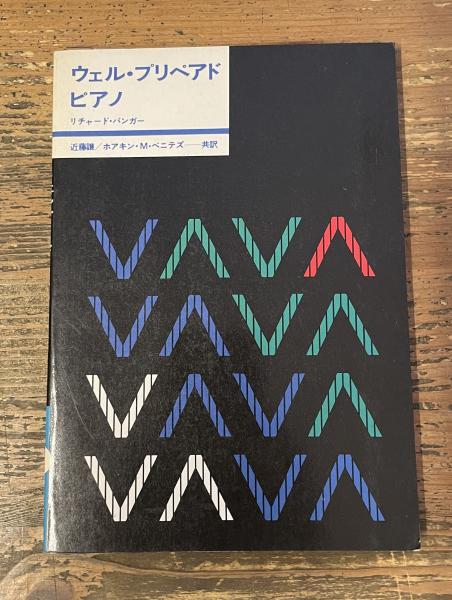 ウェル・プリペアド
ピアノ
リチャード・バンガー
近藤譲／ホアキン・M・ベニテズ——共訳